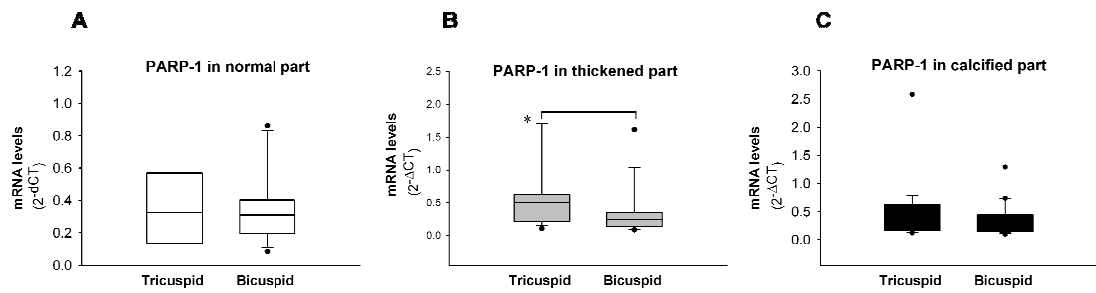 A
PARP-1 in normal part
mRNA levels
(2-dCT)
1.2
1.0
0.8
0.6
0.4
0.2
0.0
Tricuspid Bicuspid
B
PARP-1 in thickened part
mRNA levels
(2-ΔCT)
2.5
2.0
1.5
1.0
0.5
0.0
*
Tricuspid Bicuspid
C
PARP-1 in calcified part
mRNA levels
(2-ΔCT)
3.0
2.5
2.0
1.5
1.0
0.5
0.0
Tricuspid Bicuspid